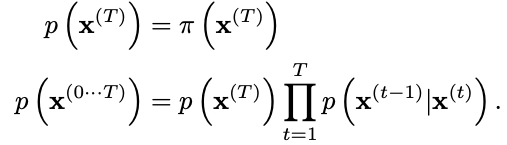 p(𝐱^{(T)}) = π(𝐱^{(T)})
p(𝐱^{(0⋯T)}) = p(𝐱^{(T)}) ∏_{t=1}^{T} p(𝐱^{(t−1)}|𝐱^{(t)}).